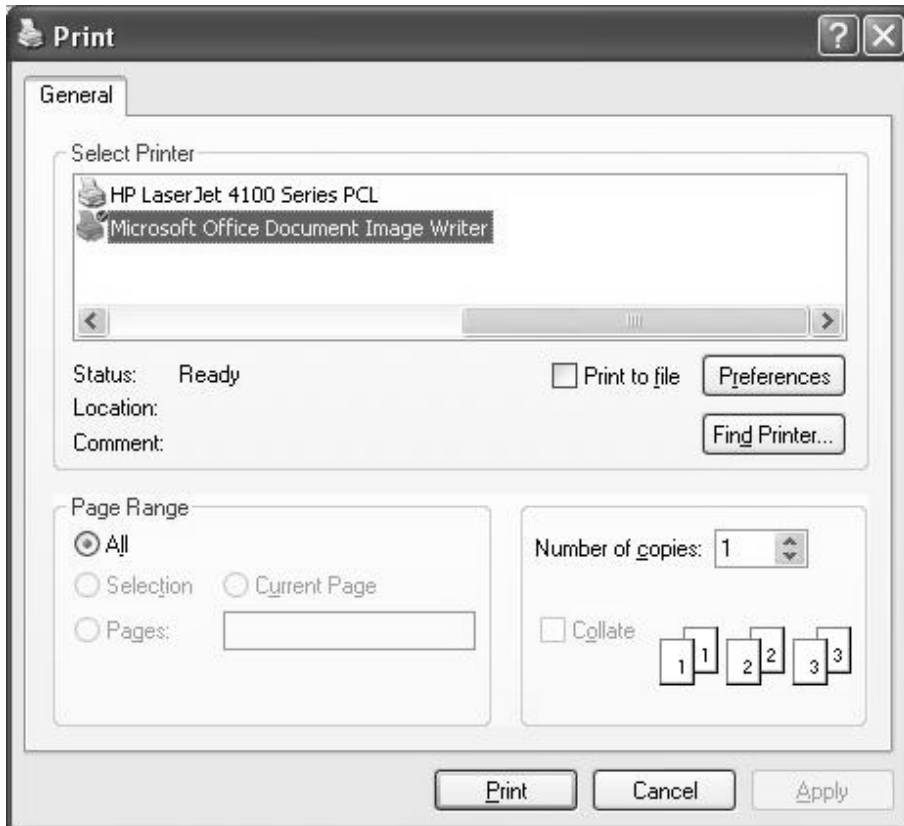 Print
General
Select Printer
HP LaserJet 4100 Series PCL
Microsoft Office Document Image Writer
Status: Ready
Print to file
Preferences
Location:
Comment:
Find Printer...
Page Range
All
Selection
Current Page
Pages:
Number of copies: 1
Collate
1 1 2 2 3 3
Print
Cancel
Apply